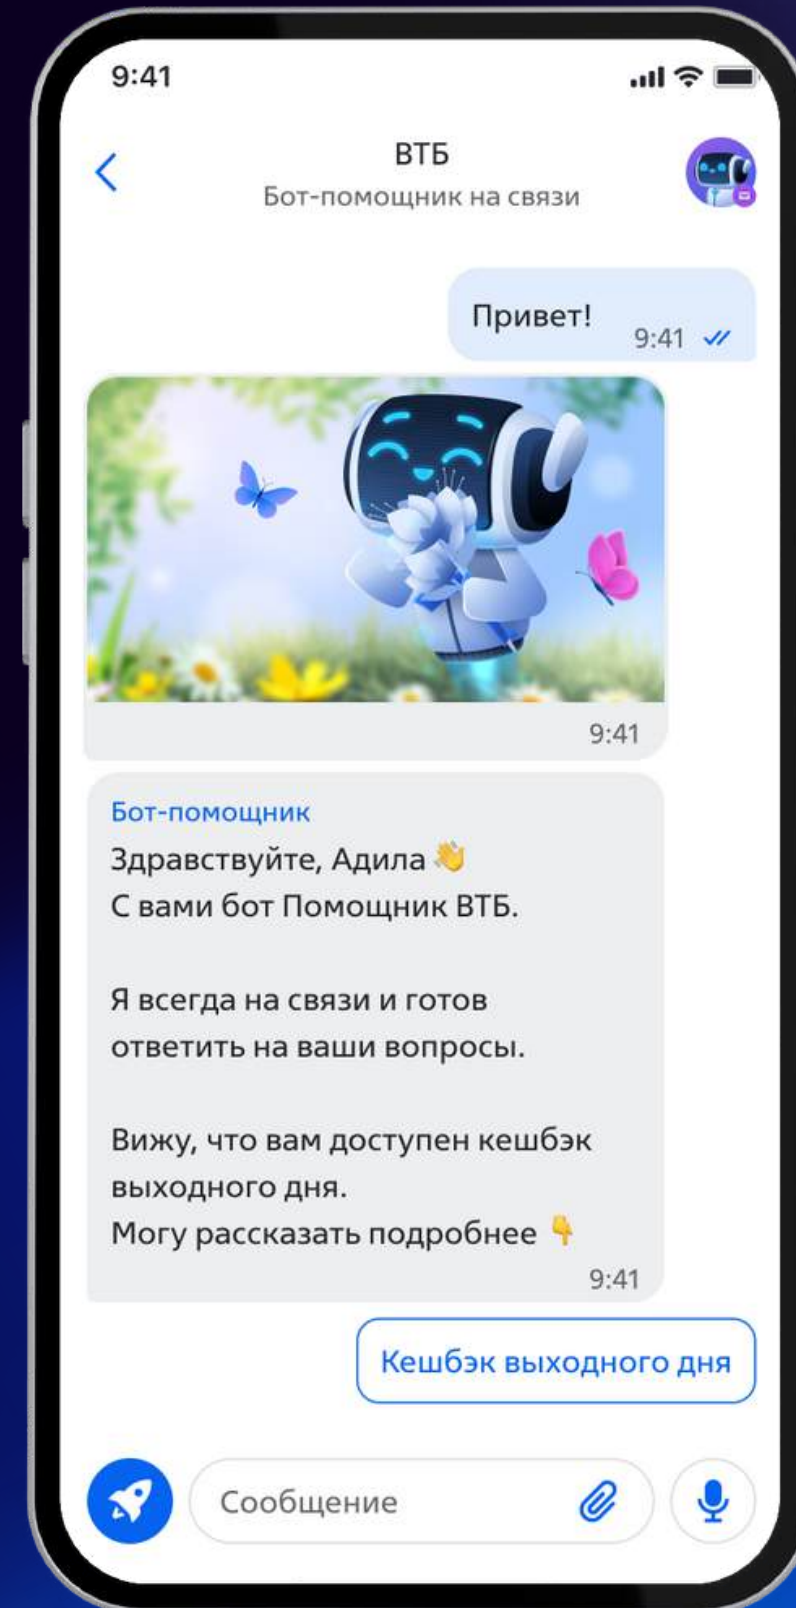 9:41
ВТБ
Бот-помощник на связи
Привет!
9:41
9:41
Бот-помощник
Здравствуйте, Адила 👋
С вами бот Помощник ВТБ.
Я всегда на связи и готов
ответить на ваши вопросы.
Вижу, что вам доступен кешбэк
выходного дня.
Могу рассказать подробнее 👇
9:41
Кешбэк выходного дня
Сообщение